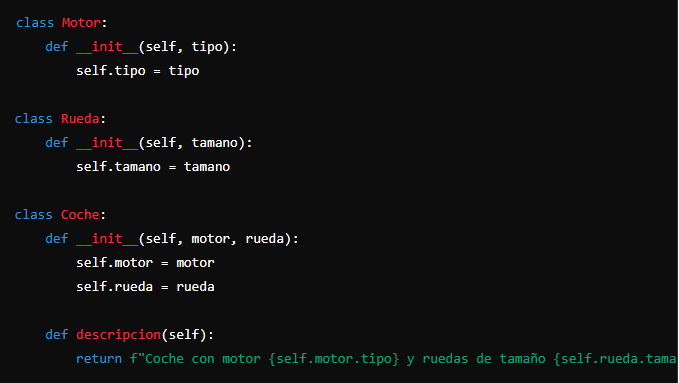 class Motor:
    def __init__(self, tipo):
        self.tipo = tipo

class Rueda:
    def __init__(self, tamano):
        self.tamano = tamano

class Coche:
    def __init__(self, motor, rueda):
        self.motor = motor
        self.rueda = rueda

    def descripcion(self):
        return f"Coche con motor {self.motor.tipo} y ruedas de tamaño {self.rueda.tama